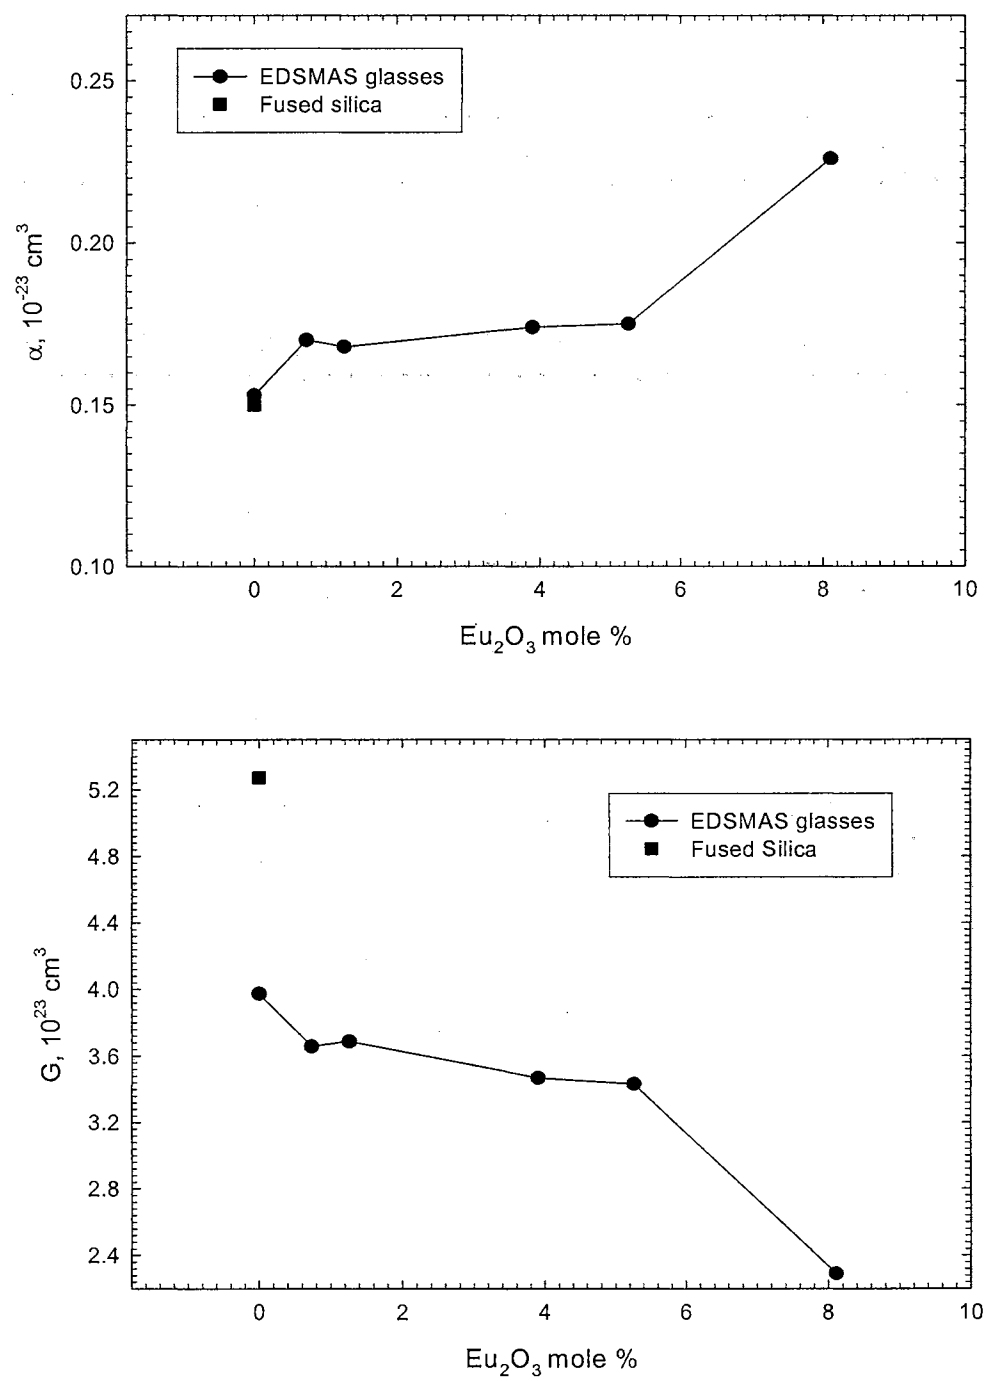 0.25
0.20
0.15
0.10
α, 10⁻²³ cm³
EDSMAS glasses
Fused silica
0 2 4 6 8 10
Eu₂O₃ mole %
5.2
4.8
4.4
4.0
3.6
3.2
2.8
2.4
G, 10²³ cm³
EDSMAS glasses
Fused Silica
0 2 4 6 8 10
Eu₂O₃ mole %